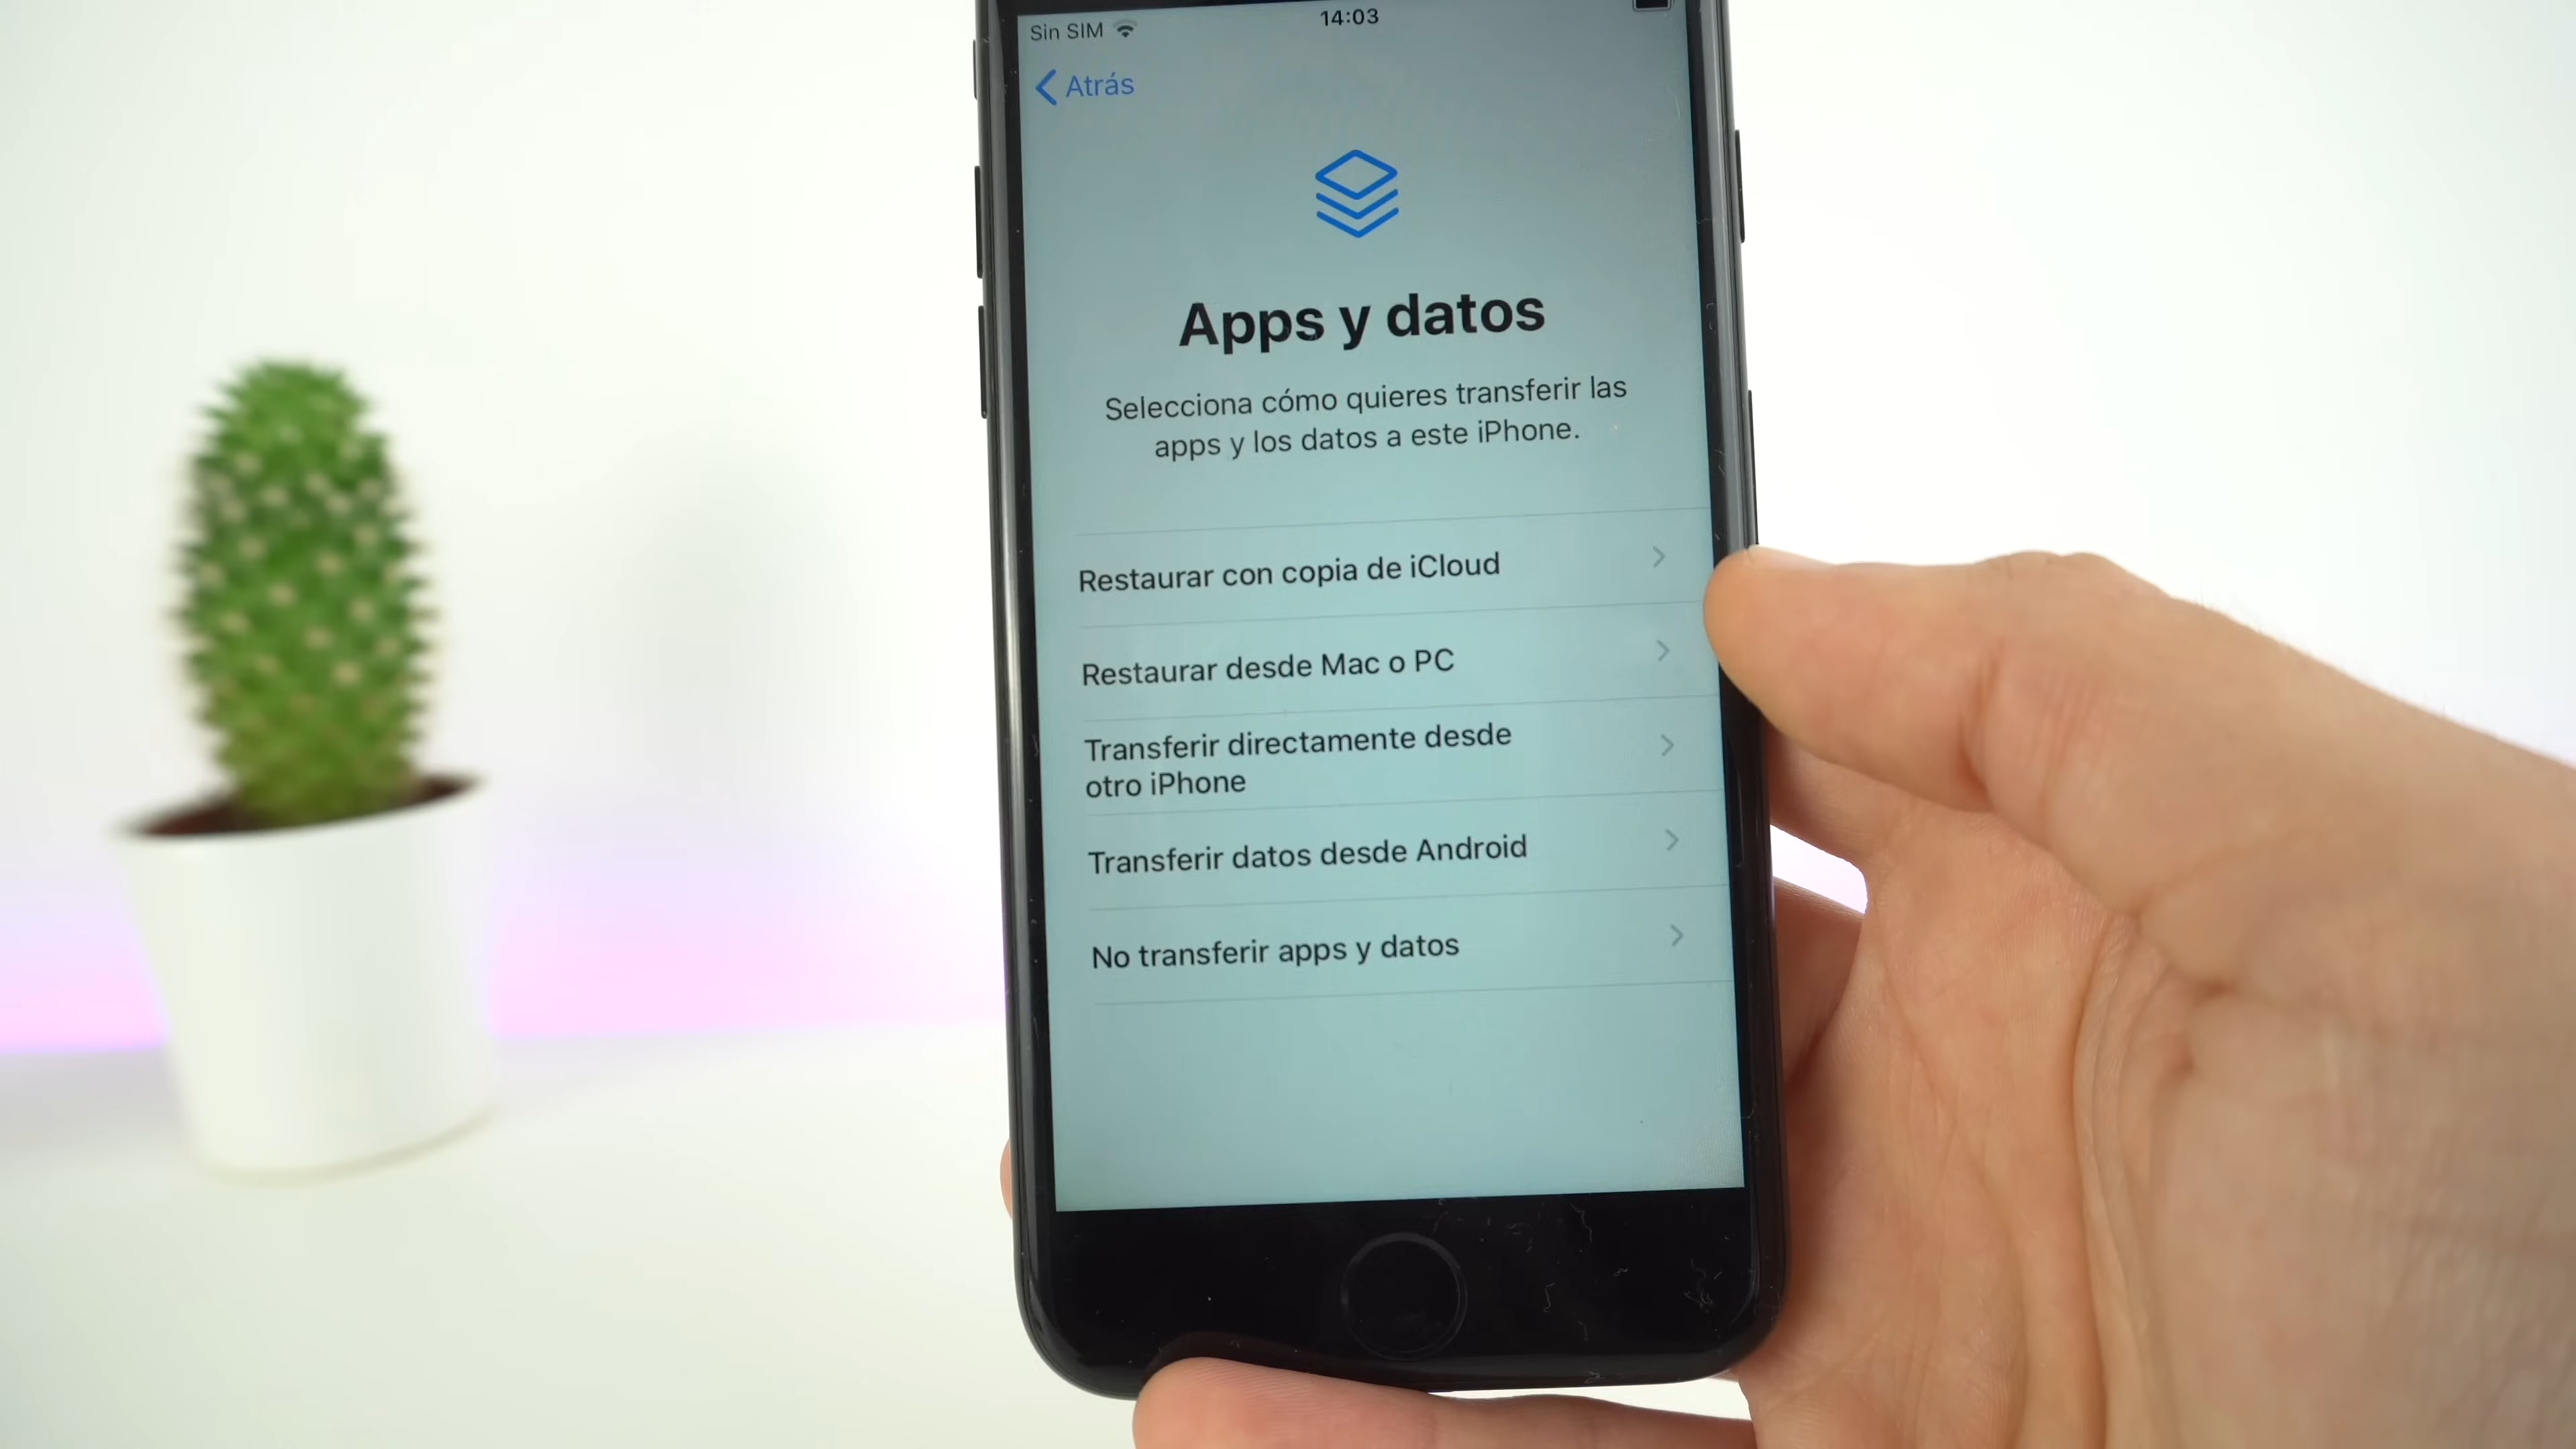 Sin SIM
14:03
Atrás
Apps y datos
Selecciona cómo quieres transferir las
apps y los datos a este iPhone.
Restaurar con copia de iCloud
Restaurar desde Mac o PC
Transferir directamente desde
otro iPhone
Transferir datos desde Android
No transferir apps y datos